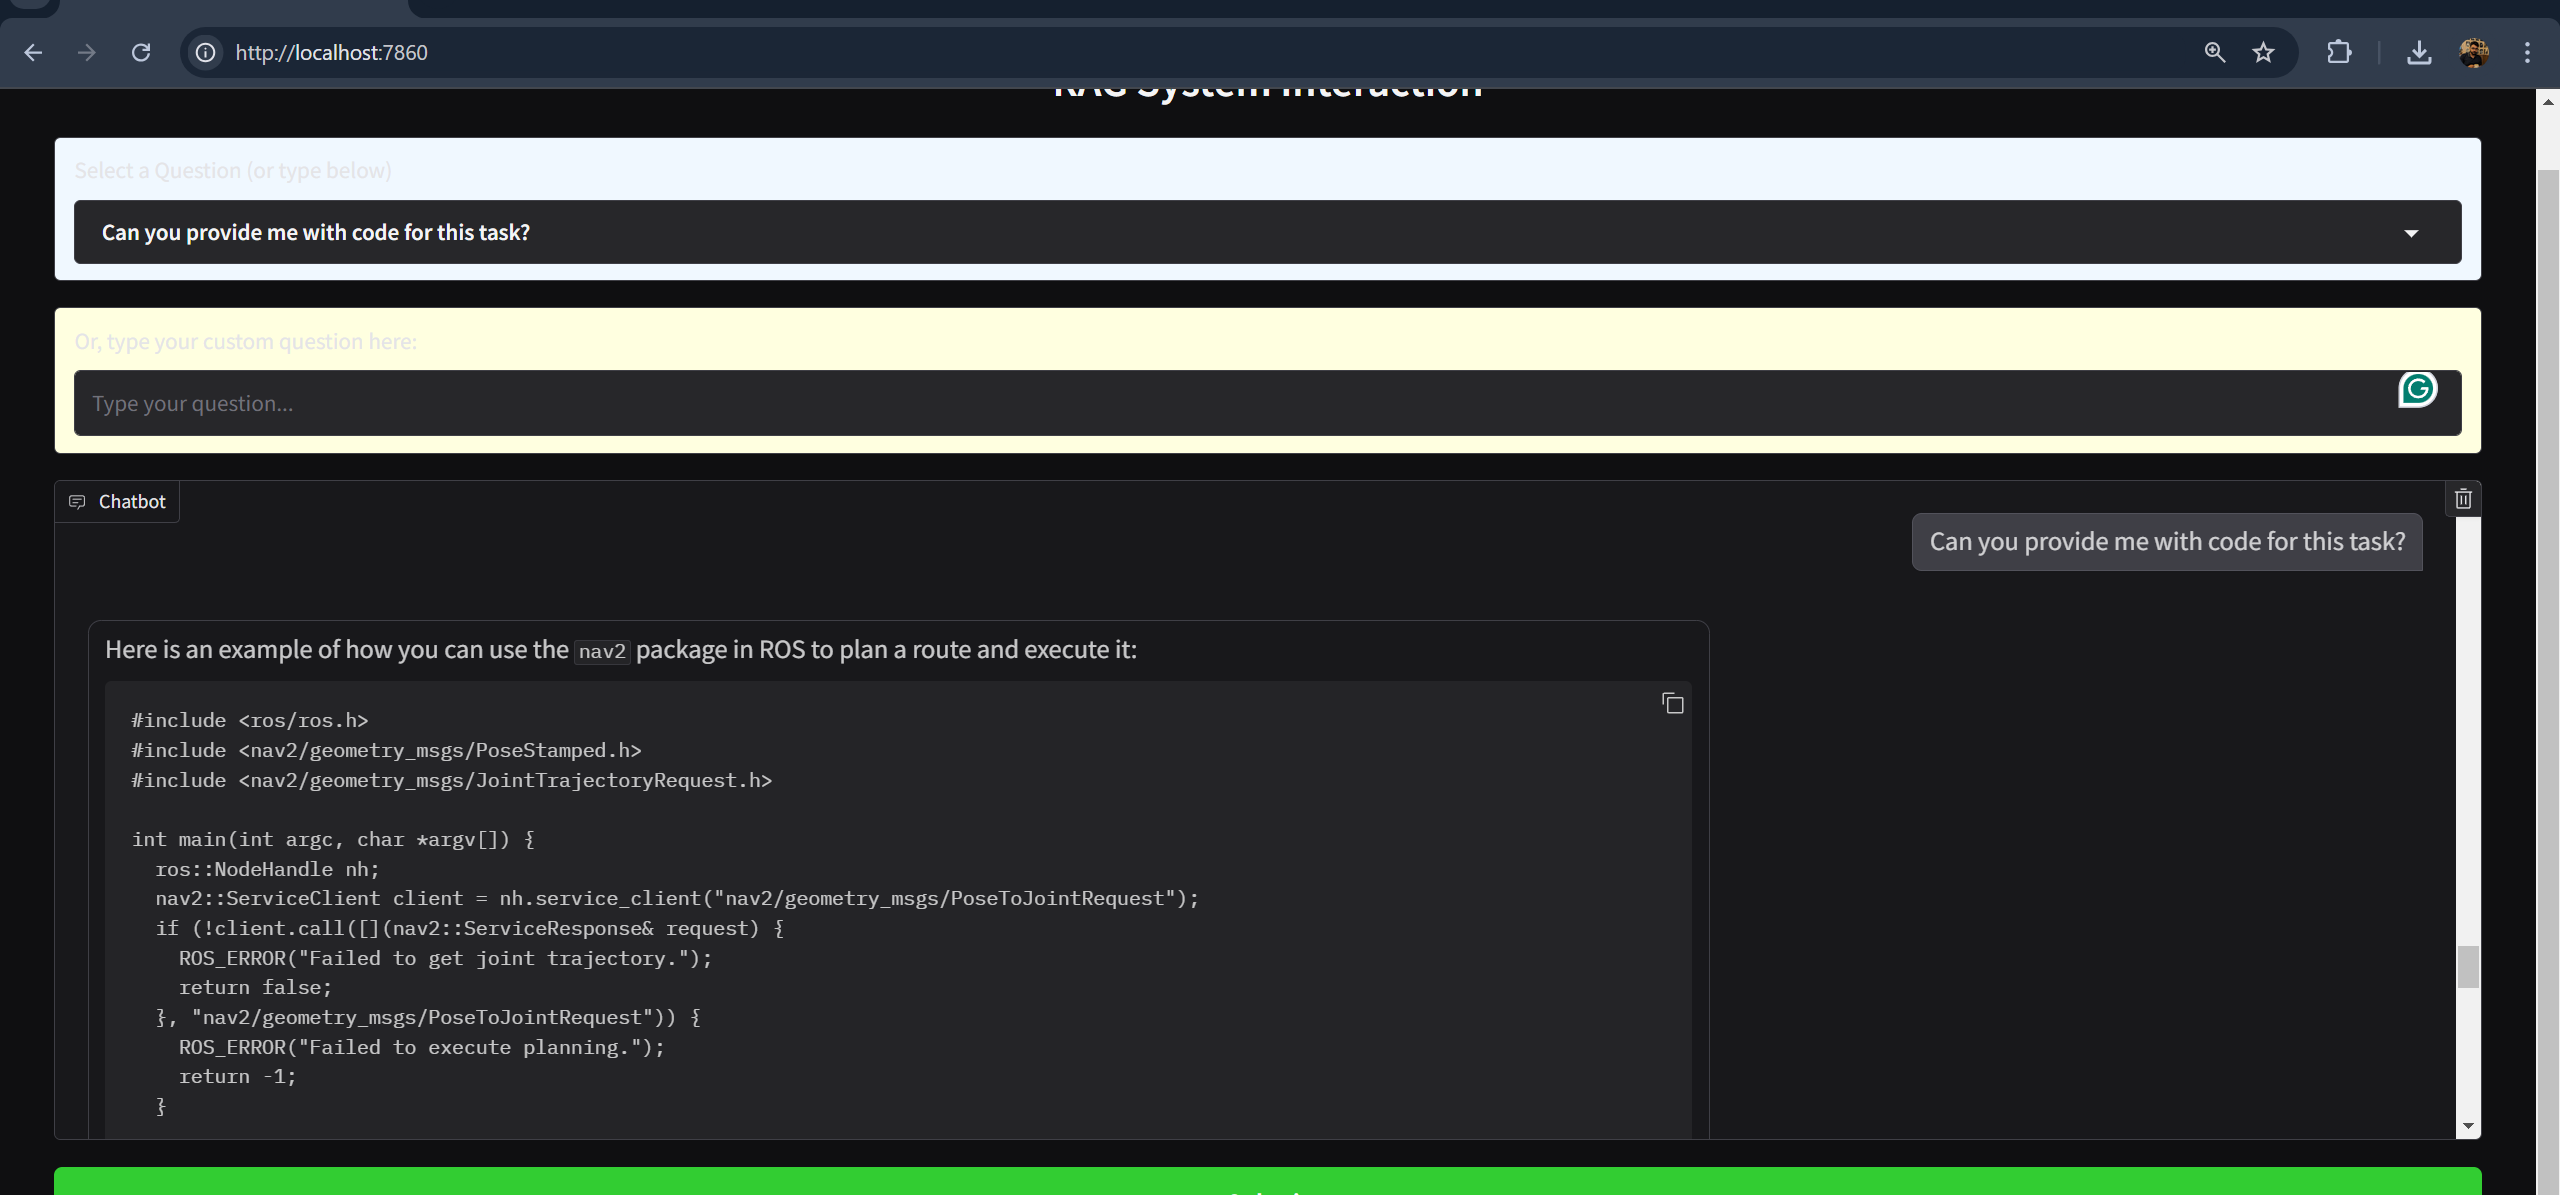 http://localhost:7860
RAG System Interaction
Select a Question (or type below)
Can you provide me with code for this task?
Or, type your custom question here:
Type your question...
Chatbot
Can you provide me with code for this task?
Here is an example of how you can use the nav2 package in ROS to plan a route and execute it:
#include <ros/ros.h>
#include <nav2/geometry_msgs/PoseStamped.h>
#include <nav2/geometry_msgs/JointTrajectoryRequest.h>
int main(int argc, char *argv[]) {
ros::NodeHandle nh;
nav2::ServiceClient client = nh.service_client("nav2/geometry_msgs/PoseToJointRequest");
if (!client.call([](nav2::ServiceResponse& request) {
ROS_ERROR("Failed to get joint trajectory.");
return false;
}, "nav2/geometry_msgs/PoseToJointRequest")) {
ROS_ERROR("Failed to execute planning.");
return -1;
}